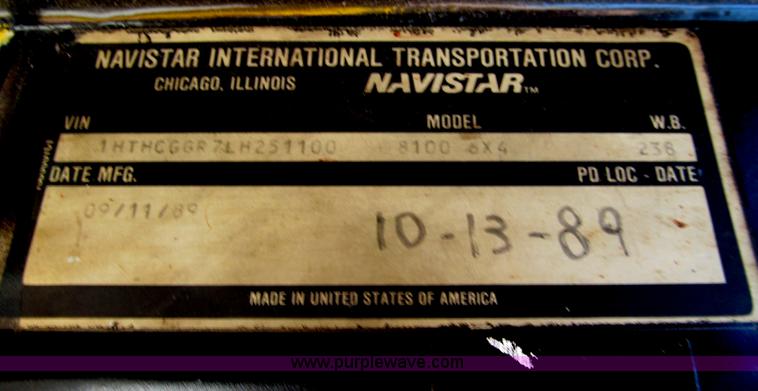 NAVISTAR INTERNATIONAL TRANSPORTATION CORP.
CHICAGO, ILLINOIS NAVISTAR™
VIN MODEL W.B.
1HTHCGGR7LH251100 8100 6X4 236
DATE MFG. PD LOC - DATE
09/11/89 10-13-89
MADE IN UNITED STATES OF AMERICA
www.purplewave.com